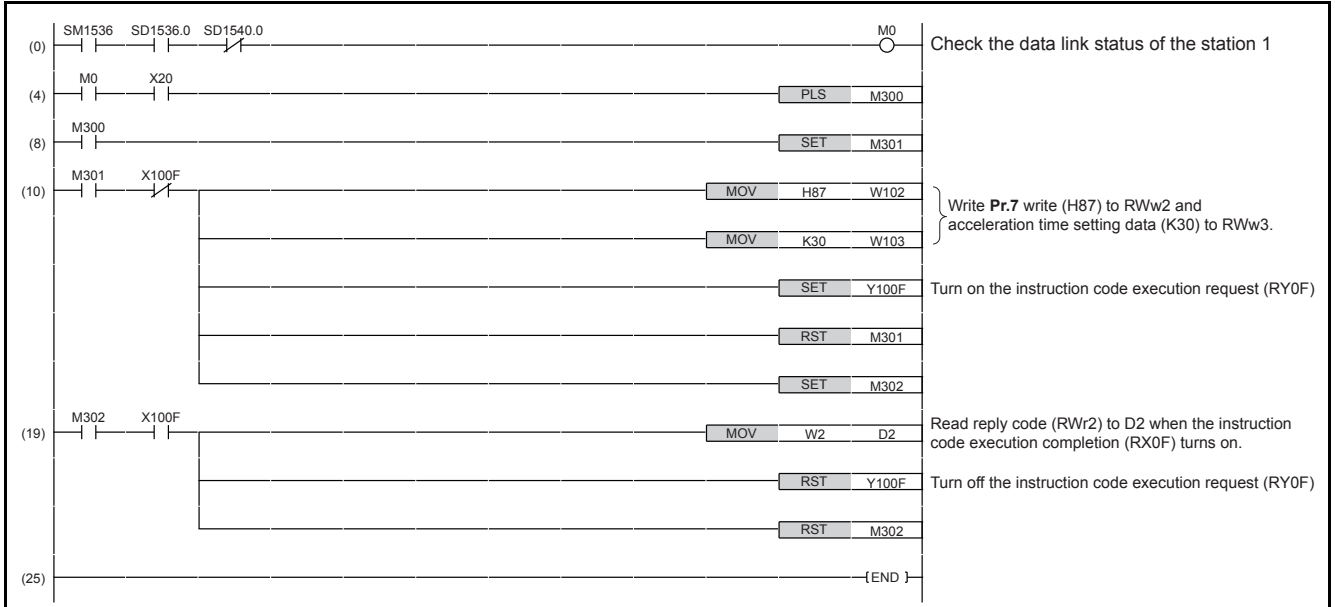 SM1536 SD1536.0 SD1540.0 M0
(0) Check the data link status of the station 1
M0 X20
(4) PLS M300
M300
(8) SET M301
M301 X100F
(10) MOV H87 W102
Write Pr.7 write (H87) to RWw2 and
acceleration time setting data (K30) to RWw3.
MOV K30 W103
SET Y100F Turn on the instruction code execution request (RY0F)
RST M301
SET M302
M302 X100F
(19) MOV W2 D2
Read reply code (RWr2) to D2 when the instruction
code execution completion (RX0F) turns on.
RST Y100F Turn off the instruction code execution request (RY0F)
RST M302
(25) END